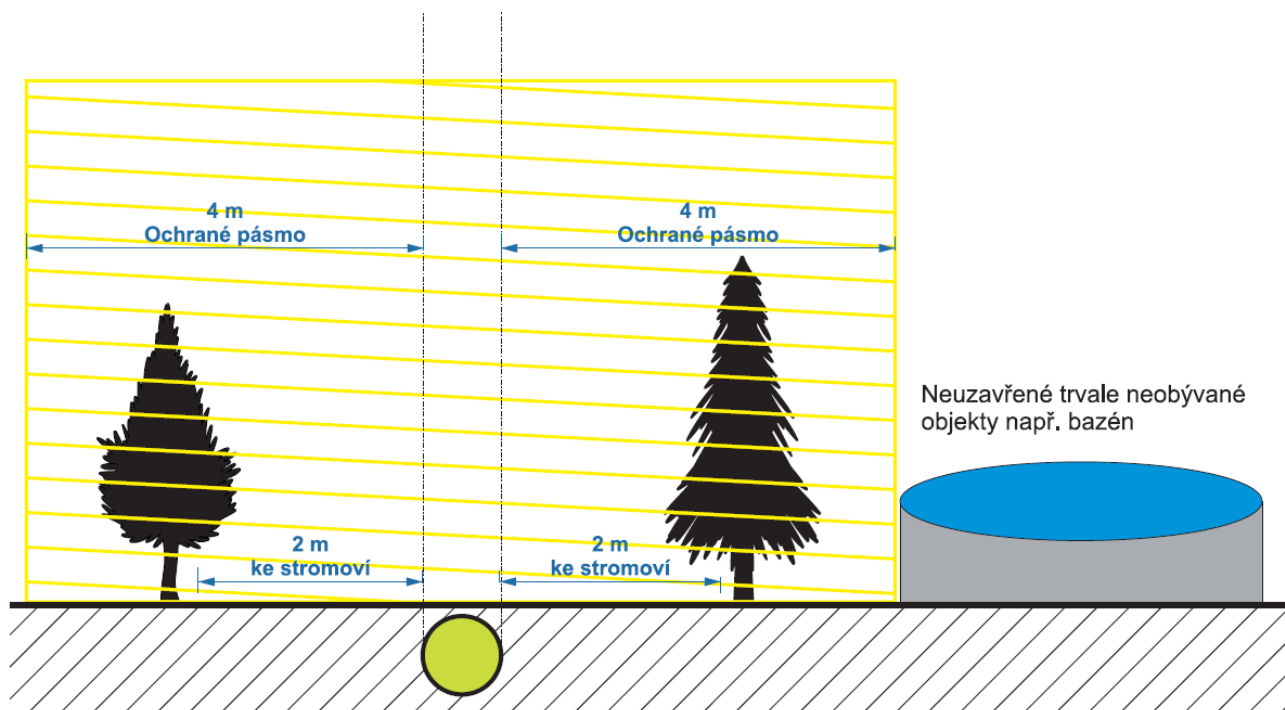 4 m
Ochrané pásmo
4 m
Ochrané pásmo
Neuzavřené trvale neobývané
objekty např. bazén
2 m
ke stromoví
2 m
ke stromoví